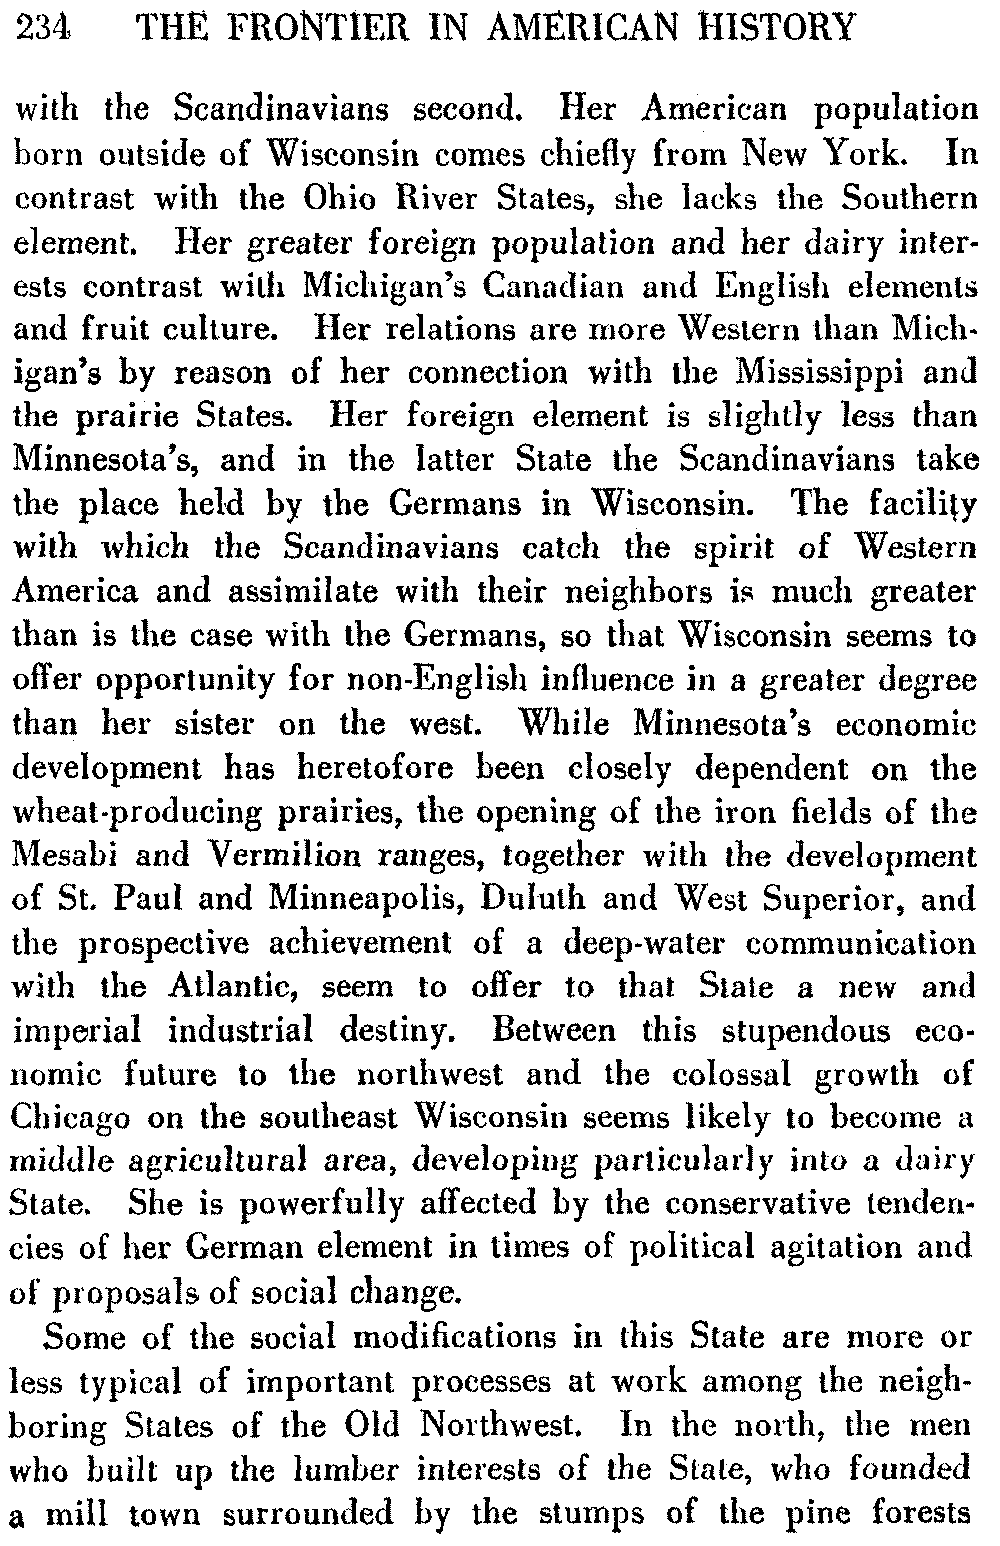 234 THE FRONTIER IN AMERICAN HISTORY
with the Scandinavians second. Her American population
born outside of Wisconsin comes chiefly from New York. In
contrast with the Ohio River States, she lacks the Southern
element. Her greater foreign population and her dairy inter-
ests contrast with Michigan's Canadian and English elements
and fruit culture. Her relations are more Western than Mich-
igan's by reason of her connection with the Mississippi and
the prairie States. Her foreign element is slightly less than
Minnesota's, and in the latter State the Scandinavians take
the place held by the Germans in Wisconsin. The facility
with which the Scandinavians catch the spirit of Western
America and assimilate with their neighbors is much greater
than is the case with the Germans, so that Wisconsin seems to
offer opportunity for non-English influence in a greater degree
than her sister on the west. While Minnesota's economic
development has heretofore been closely dependent on the
wheat-producing prairies, the opening of the iron fields of the
Mesabi and Vermilion ranges, together with the development
of St. Paul and Minneapolis, Duluth and West Superior, and
the prospective achievement of a deep-water communication
with the Atlantic, seem to offer to that State a new and
imperial industrial destiny. Between this stupendous eco-
nomic future to the northwest and the colossal growth of
Chicago on the southeast Wisconsin seems likely to become a
middle agricultural area, developing particularly into a dairy
State. She is powerfully affected by the conservative tenden-
cies of her German element in times of political agitation and
of proposals of social change.
Some of the social modifications in this State are more or
less typical of important processes at work among the neigh-
boring States of the Old Northwest. In the north, the men
who built up the lumber interests of the State, who founded
a mill town surrounded by the stumps of the pine forests